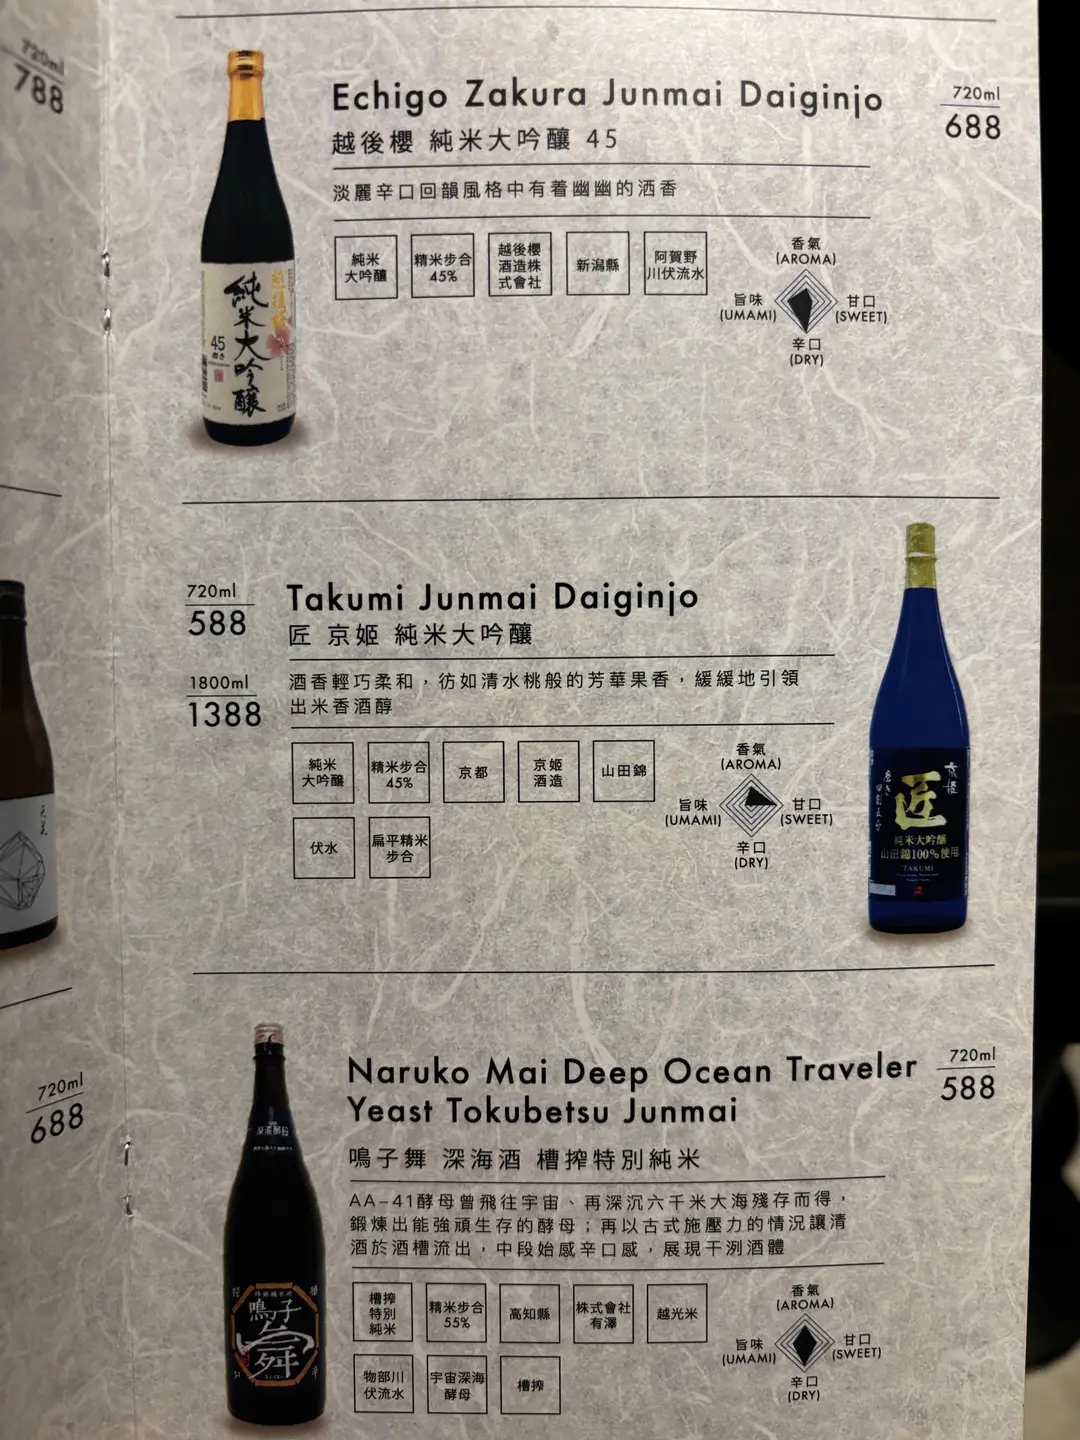 720ml
788
720ml
688
Echigo Zakura Junmai Daiginjo
越後櫻 純米大吟釀 45
720ml
688
淡麗辛口回韻風格中有着幽幽的洒香
純米
大吟釀
精米步合
45%
越後櫻
酒造株
式會社
新潟縣
阿賀野
川伏流水
香氣
(AROMA)
旨味
(UMAMI)
甘口
(SWEET)
辛口
(DRY)
純米大吟醸
45
720ml
588
1800ml
1388
Takumi Junmai Daiginjo
匠 京姬 純米大吟釀
酒香輕巧柔和，彷如清水桃般的芳華果香，緩緩地引領
出米香酒醇
純米
大吟釀
精米步合
45%
京都
京姬
酒造
山田錦
伏水
扁平精米
步合
香氣
(AROMA)
旨味
(UMAMI)
甘口
(SWEET)
辛口
(DRY)
京姫
匠
純米大吟醸
山田錦100%使用
TAKUMI
Naruko Mai Deep Ocean Traveler
Yeast Tokubetsu Junmai
720ml
588
鳴子舞 深海酒 槽搾特別純米
AA-41酵母曾飛往宇宙、再深沉六千米大海殘存而得，
鍛煉出能強頑生存的酵母；再以古式施壓力的情況讓清
酒於酒槽流出，中段始感辛口感，展現干洌酒體
槽搾
特別
純米
精米步合
55%
高知縣
株式會社
有澤
越光米
物部川
伏流水
宇宙深海
酵母
槽搾
香氣
(AROMA)
旨味
(UMAMI)
甘口
(SWEET)
辛口
(DRY)
鳴子
舞